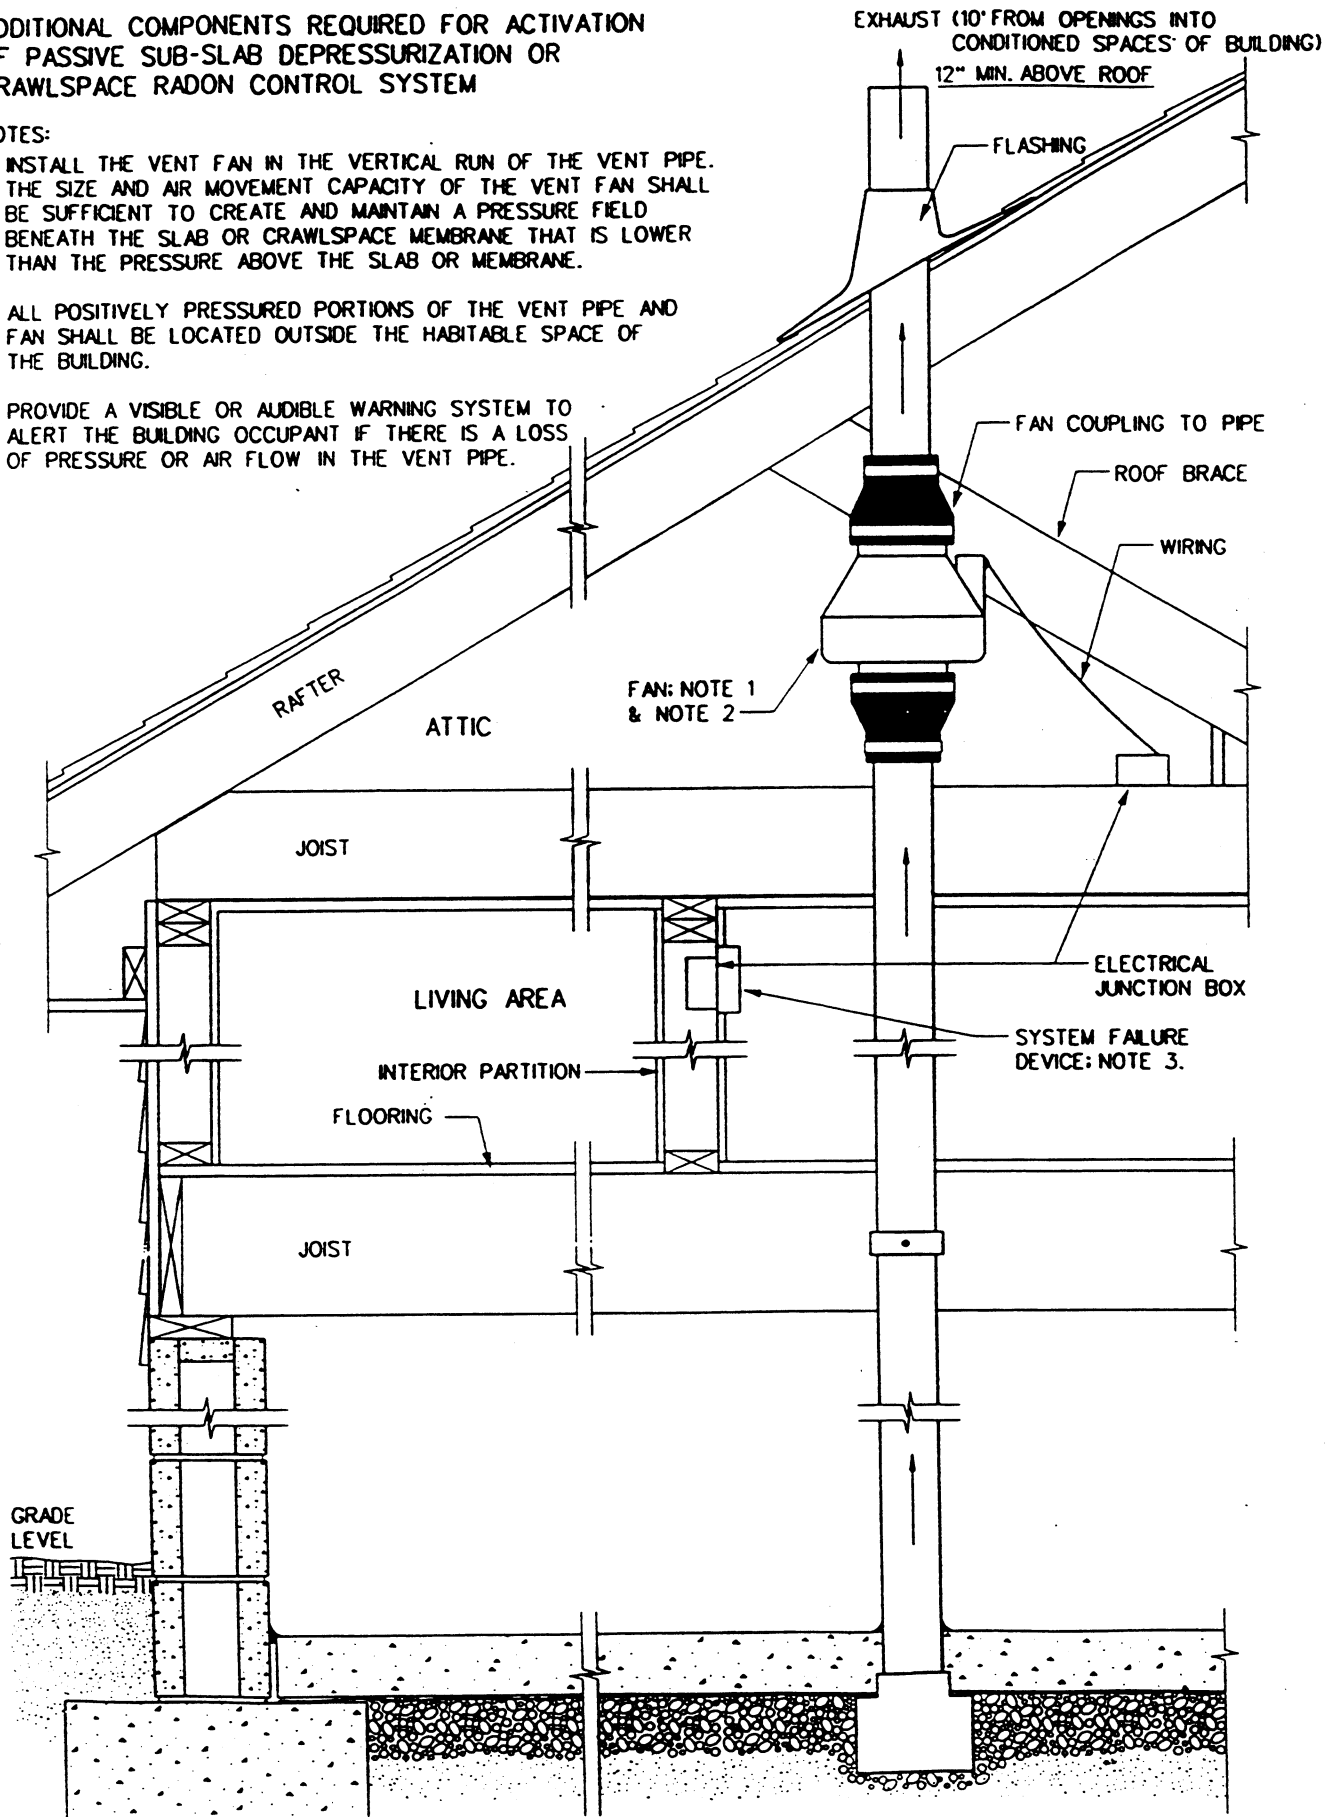 DDITIONAL COMPONENTS REQUIRED FOR ACTIVATION
F PASSIVE SUB-SLAB DEPRESSURIZATION OR
RAWLSPACE RADON CONTROL SYSTEM
OTES:
INSTALL THE VENT FAN IN THE VERTICAL RUN OF THE VENT PIPE.
THE SIZE AND AIR MOVEMENT CAPACITY OF THE VENT FAN SHALL
BE SUFFICIENT TO CREATE AND MAINTAIN A PRESSURE FIELD
BENEATH THE SLAB OR CRAWLSPACE MEMBRANE THAT IS LOWER
THAN THE PRESSURE ABOVE THE SLAB OR MEMBRANE.
ALL POSITIVELY PRESSURED PORTIONS OF THE VENT PIPE AND
FAN SHALL BE LOCATED OUTSIDE THE HABITABLE SPACE OF
THE BUILDING.
PROVIDE A VISIBLE OR AUDIBLE WARNING SYSTEM TO
ALERT THE BUILDING OCCUPANT IF THERE IS A LOSS
OF PRESSURE OR AIR FLOW IN THE VENT PIPE.
EXHAUST (10' FROM OPENINGS INTO
CONDITIONED SPACES OF BUILDING)
12" MIN. ABOVE ROOF
FLASHING
FAN COUPLING TO PIPE
ROOF BRACE
WIRING
RAFTER
ATTIC
FAN; NOTE 1
& NOTE 2
JOIST
LIVING AREA
ELECTRICAL
JUNCTION BOX
SYSTEM FAILURE
DEVICE; NOTE 3.
INTERIOR PARTITION
FLOORING
JOIST
GRADE
LEVEL